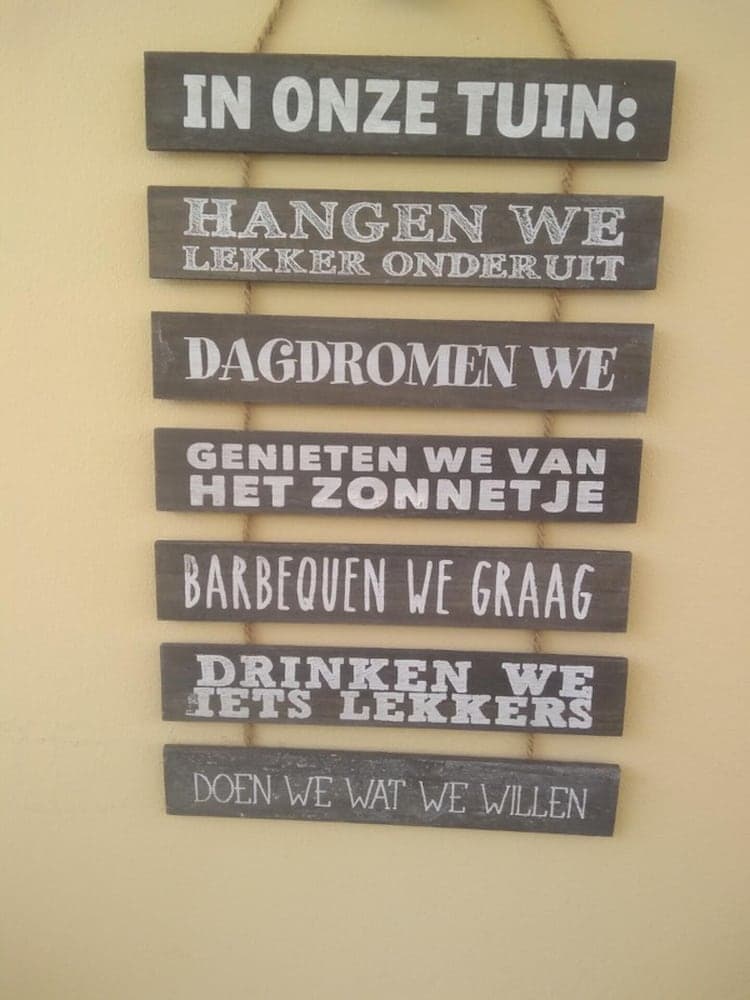 IN ONZE TUIN:
HANGEN WE
LEKKER ONDERUIT
DAGDROMEN WE
GENIETEN WE VAN
HET ZONNETJE
BARBEQUEN WE GRAAG
DRINKEN WE
IETS LEKKERS
DOEN WE WAT WE WILLEN